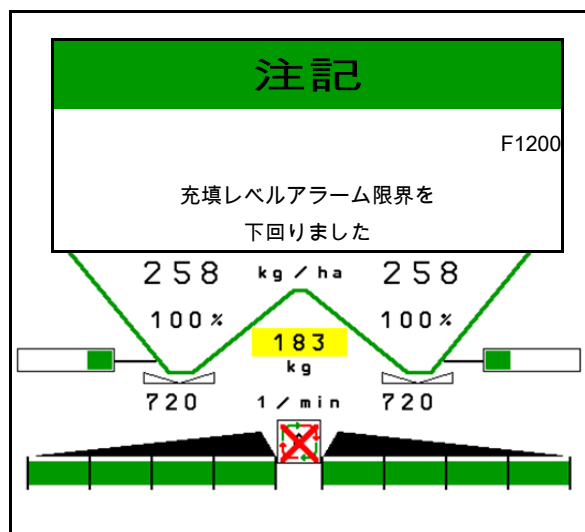 注記
F1200
充填レベルアラーム限界を
下回りました
258 kg/ha 258
100% 100%
183
kg
720 1/min 720